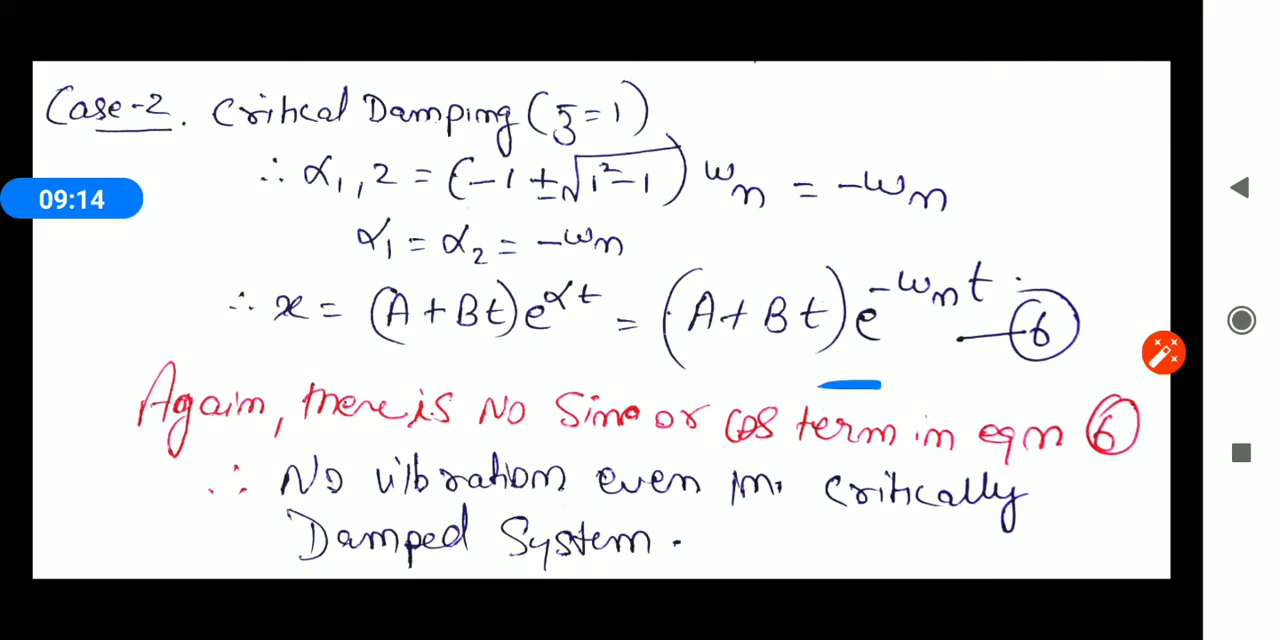 Case-2. Critical Damping (ξ=1)
∴ α₁,₂ = (-1 ± √1²-1) ωn = -ωn
09:14
α₁ = α₂ = -ωn
∴ x = (A + Bt) e^αt = (A + Bt) e^-ωnt — ⑥
Again, there is No Sine or cos term in eqn ⑥
∴ No vibration even in critically
Damped System.